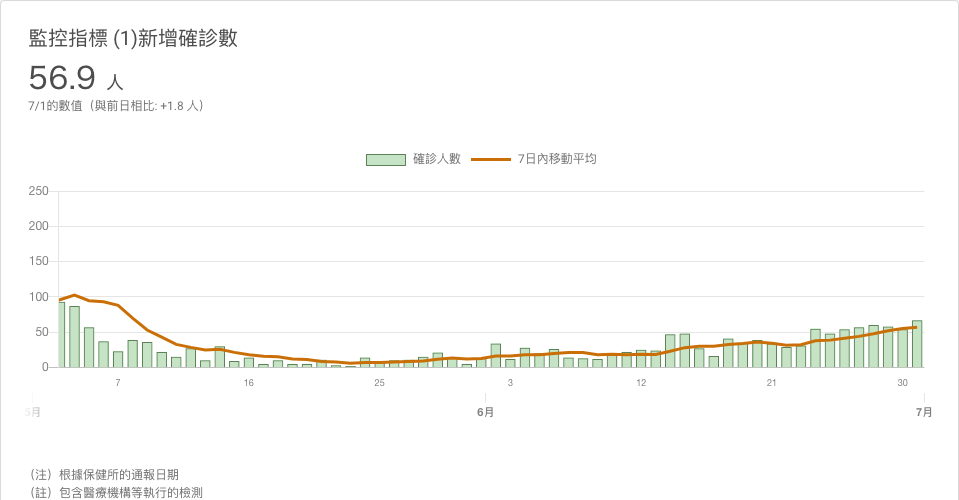 監控指標 (1)新增確診數
56.9 人
7/1的數值（與前日相比: +1.8 人）
確診人數 7日內移動平均
250
200
150
100
50
0
7 16 25 3 12 21 30
5月 6月 7月
（注）根據保健所的通報日期
（註）包含醫療機構等執行的檢測